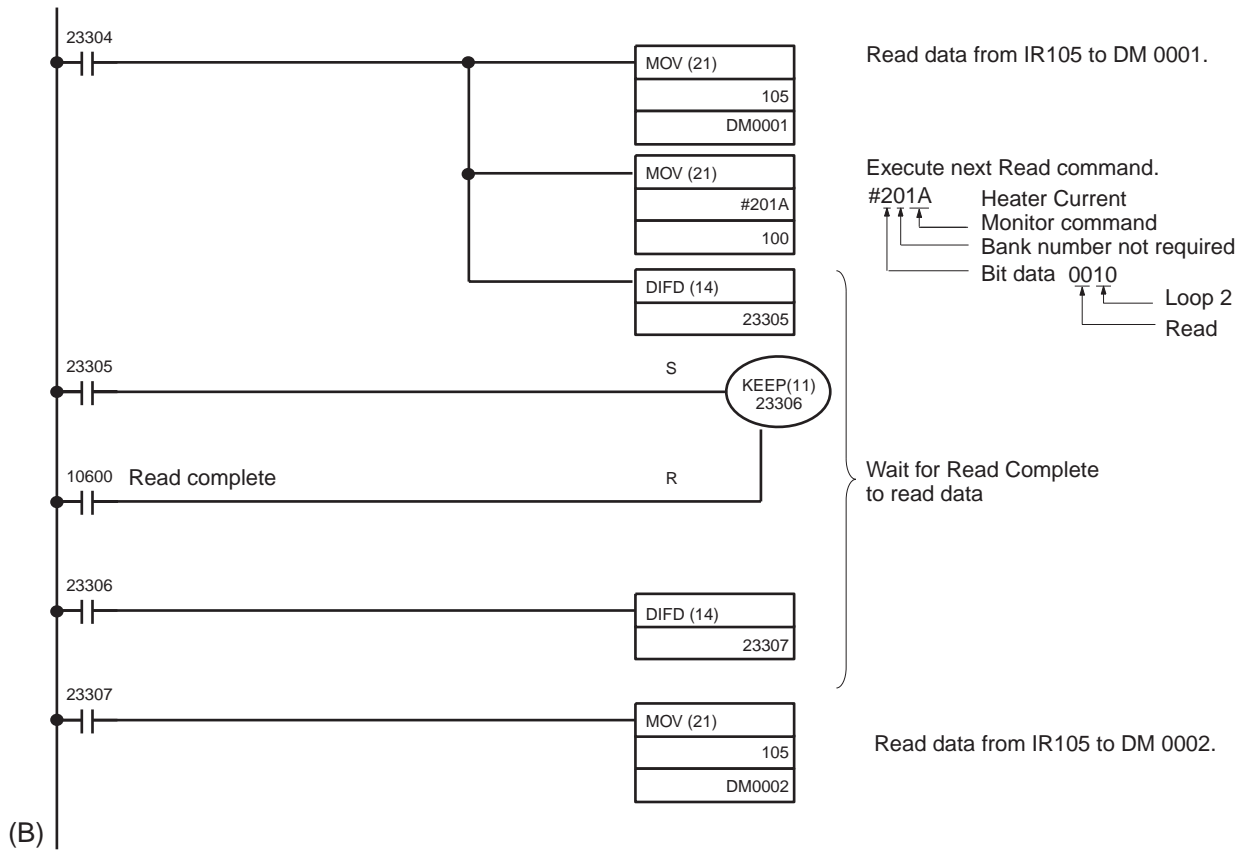 23304
MOV (21)
105
DM0001
Read data from IR105 to DM 0001.
MOV (21)
#201A
100
Execute next Read command.
#201A
Heater Current
Monitor command
Bank number not required
Bit data 0010
Loop 2
Read
DIFD (14)
23305
23305
S
KEEP(11)
23306
10600 Read complete
R
Wait for Read Complete
to read data
23306
DIFD (14)
23307
23307
MOV (21)
105
DM0002
Read data from IR105 to DM 0002.
(B)